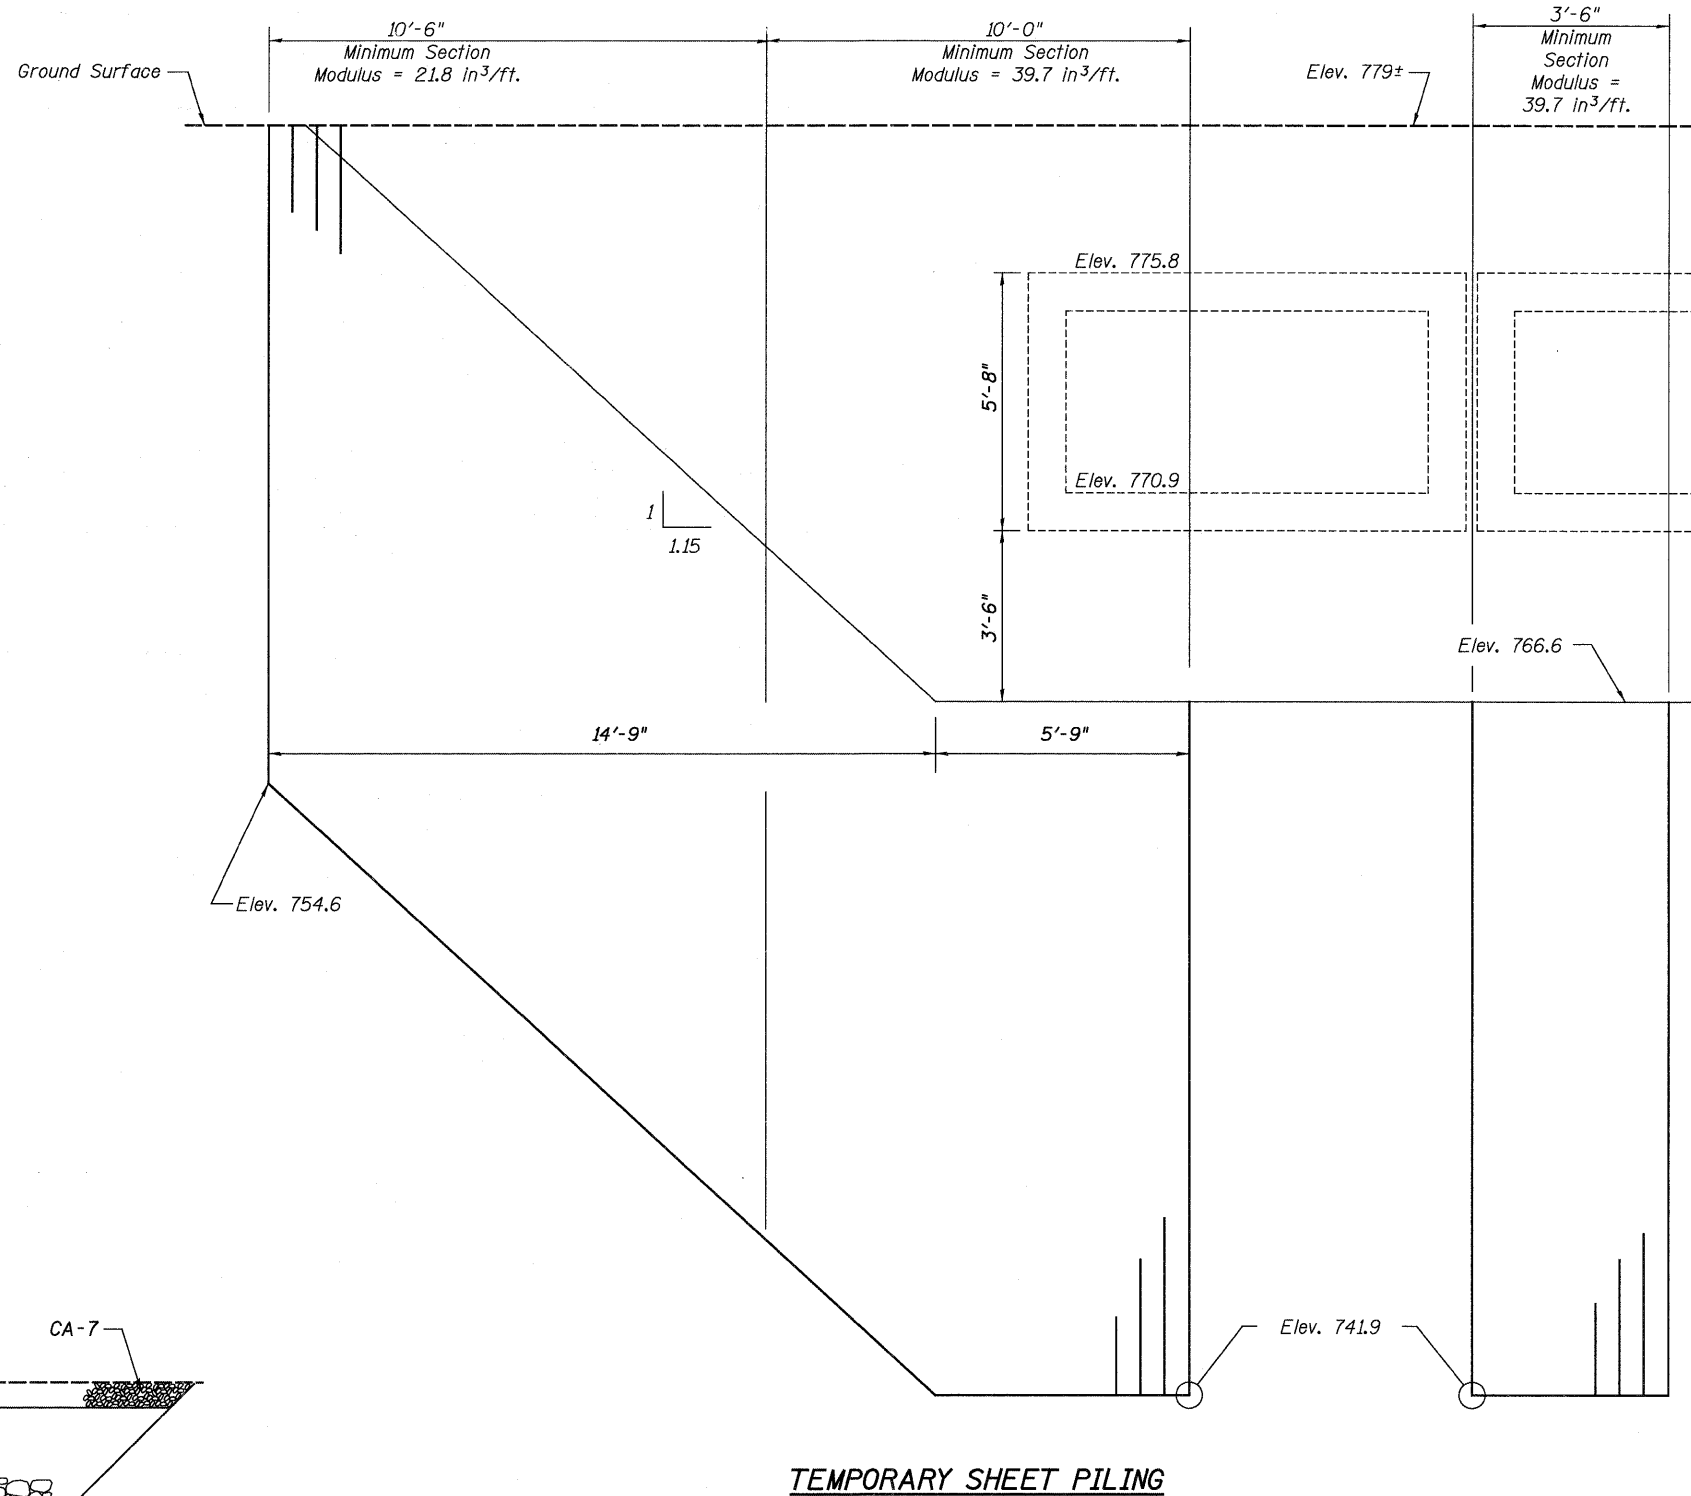 10'-6"
Minimum Section
Modulus = 21.8 in³/ft.
10'-0"
Minimum Section
Modulus = 39.7 in³/ft.
3'-6"
Minimum
Section
Modulus =
39.7 in³/ft.
Ground Surface
Elev. 779±
Elev. 775.8
5'-8"
Elev. 770.9
1
1.15
3'-6"
Elev. 766.6
14'-9"
5'-9"
Elev. 754.6
CA-7
Elev. 741.9
TEMPORARY SHEET PILING